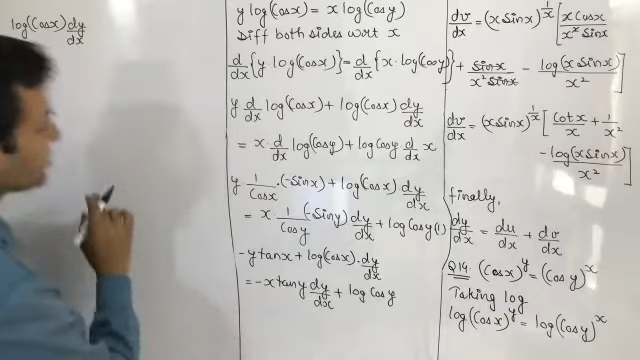 log(Cosx) dy/dx
y log(Cosx) = x log(Cosy)
Diff both sides wrt x
d/dx {y log(Cosx)} = d/dx {x·log(Cosy)}
y d/dx log(Cosx) + log(Cosx) dy/dx
= x· d/dx log(Cosy) + log Cosy d/dx x
y 1/Cosx ·(-Sinx) + log(Cosx) dy/dx
= x· 1/Cosy (-Siny) dy/dx + log Cosy (1)
-y tanx + log(Cosx)· dy/dx
= -x tany dy/dx + log Cosy
dv/dx = (x Sinx)^(1/x) [x Cosx/x^x Sinx
+ Sinx/x² Sinx - log(x Sinx)/x²]
dv/dx = (x Sinx)^(1/x) [Cotx/x + 1/x²
- log(x Sinx)/x²]
finally,
dy/dx = du/dx + dv/dx
Q14. (Cosx)^y = (Cosy)^x
Taking log
log(Cosx)^y = log(Cosy)^x